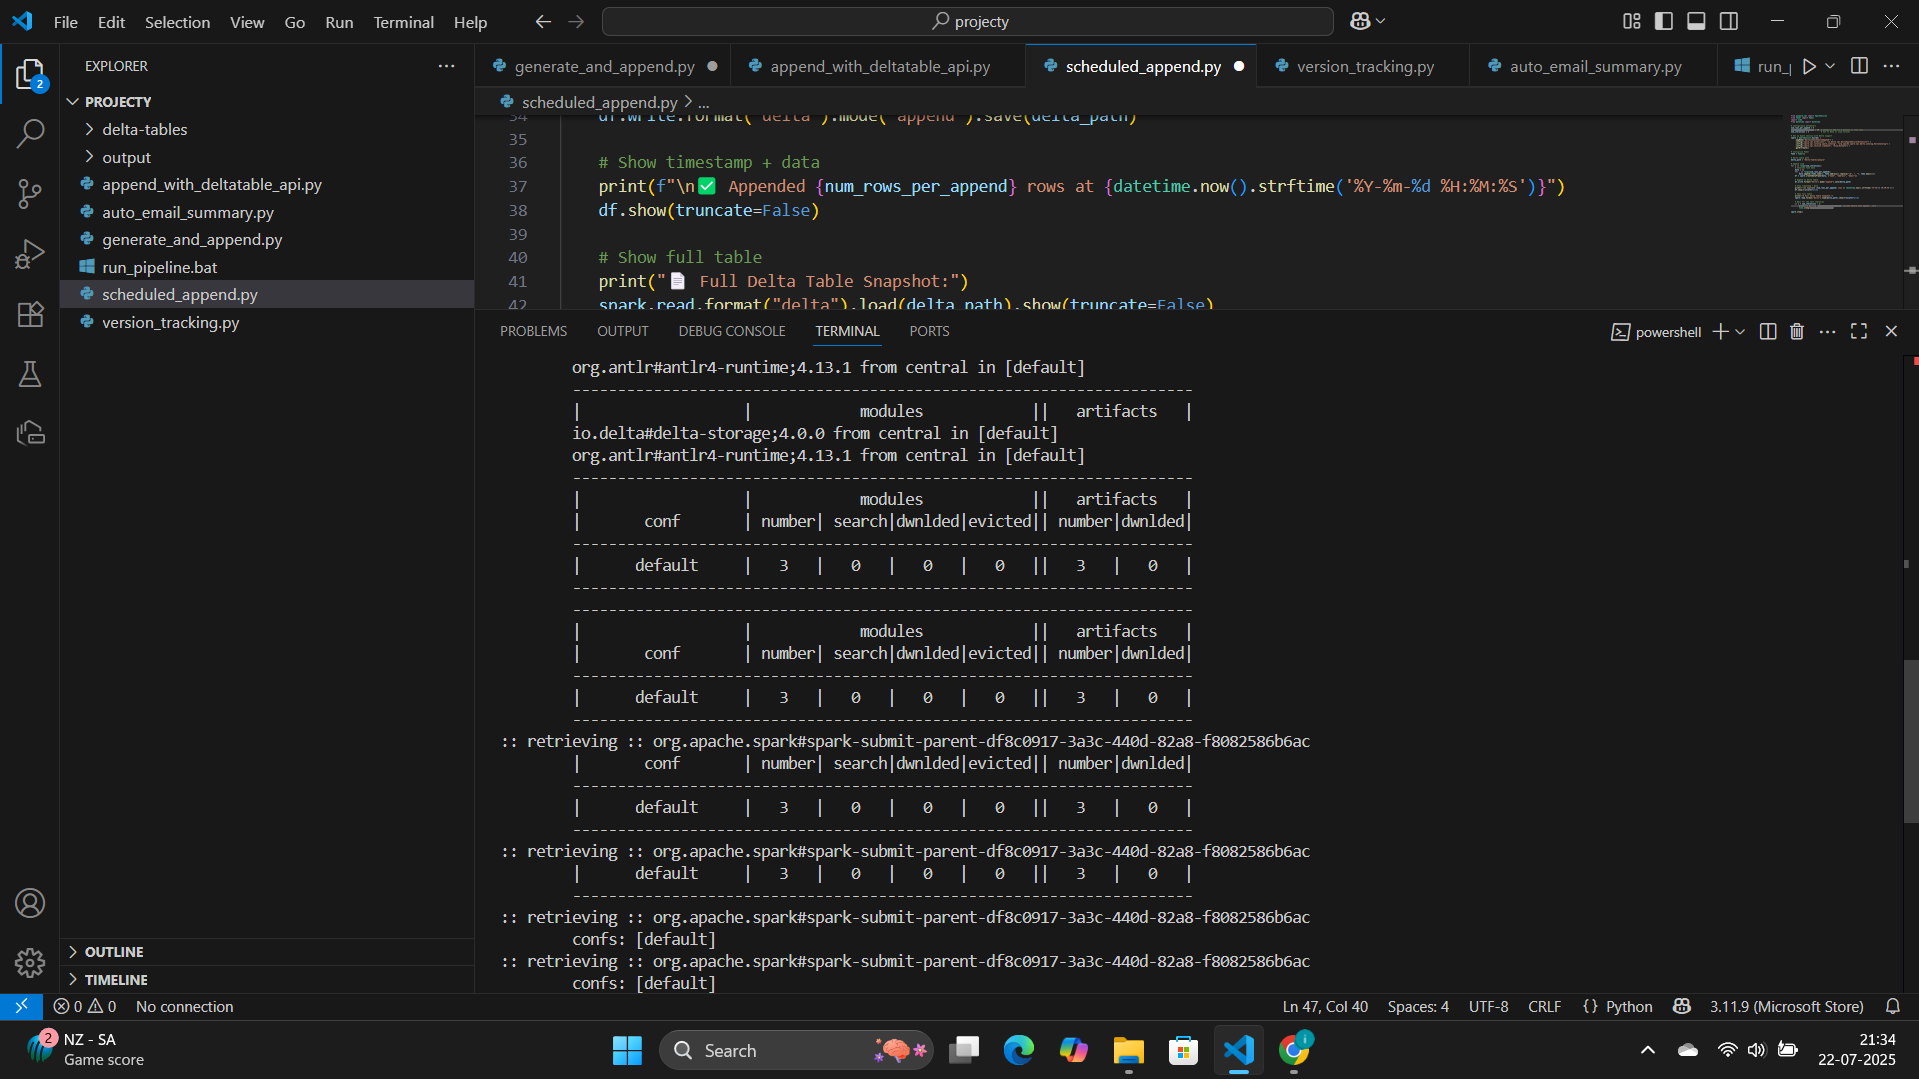 File Edit Selection View Go Run Terminal Help
projecty
EXPLORER
PROJECTY
delta-tables
output
append_with_deltatable_api.py
auto_email_summary.py
generate_and_append.py
run_pipeline.bat
scheduled_append.py
version_tracking.py
OUTLINE
TIMELINE
2
generate_and_append.py append_with_deltatable_api.py scheduled_append.py version_tracking.py auto_email_summary.py run_
scheduled_append.py > ...
34 df.write.format("delta").mode("append").save(delta_path)
35
36 # Show timestamp + data
37 print(f"\n✅ Appended {num_rows_per_append} rows at {datetime.now().strftime('%Y-%m-%d %H:%M:%S')}")
38 df.show(truncate=False)
39
40 # Show full table
41 print("📄 Full Delta Table Snapshot:")
42 spark.read.format("delta").load(delta_path).show(truncate=False)
PROBLEMS OUTPUT DEBUG CONSOLE TERMINAL PORTS
powershell
org.antlr#antlr4-runtime;4.13.1 from central in [default]
---------------------------------------------------------------------
|                  |            modules            ||   artifacts   |
io.delta#delta-storage;4.0.0 from central in [default]
org.antlr#antlr4-runtime;4.13.1 from central in [default]
---------------------------------------------------------------------
|                  |            modules            ||   artifacts   |
|       conf       | number| search|dwnlded|evicted|| number|dwnlded|
---------------------------------------------------------------------
|      default     |   3   |   0   |   0   |   0   ||   3   |   0   |
---------------------------------------------------------------------
---------------------------------------------------------------------
|                  |            modules            ||   artifacts   |
|       conf       | number| search|dwnlded|evicted|| number|dwnlded|
---------------------------------------------------------------------
|      default     |   3   |   0   |   0   |   0   ||   3   |   0   |
---------------------------------------------------------------------
:: retrieving :: org.apache.spark#spark-submit-parent-df8c0917-3a3c-440d-82a8-f8082586b6ac
|       conf       | number| search|dwnlded|evicted|| number|dwnlded|
---------------------------------------------------------------------
|      default     |   3   |   0   |   0   |   0   ||   3   |   0   |
---------------------------------------------------------------------
:: retrieving :: org.apache.spark#spark-submit-parent-df8c0917-3a3c-440d-82a8-f8082586b6ac
|      default     |   3   |   0   |   0   |   0   ||   3   |   0   |
---------------------------------------------------------------------
:: retrieving :: org.apache.spark#spark-submit-parent-df8c0917-3a3c-440d-82a8-f8082586b6ac
confs: [default]
:: retrieving :: org.apache.spark#spark-submit-parent-df8c0917-3a3c-440d-82a8-f8082586b6ac
confs: [default]
0 0 No connection
Ln 47, Col 40 Spaces: 4 UTF-8 CRLF {} Python 3.11.9 (Microsoft Store)
2 NZ - SA
Game score
Search
21:34
22-07-2025